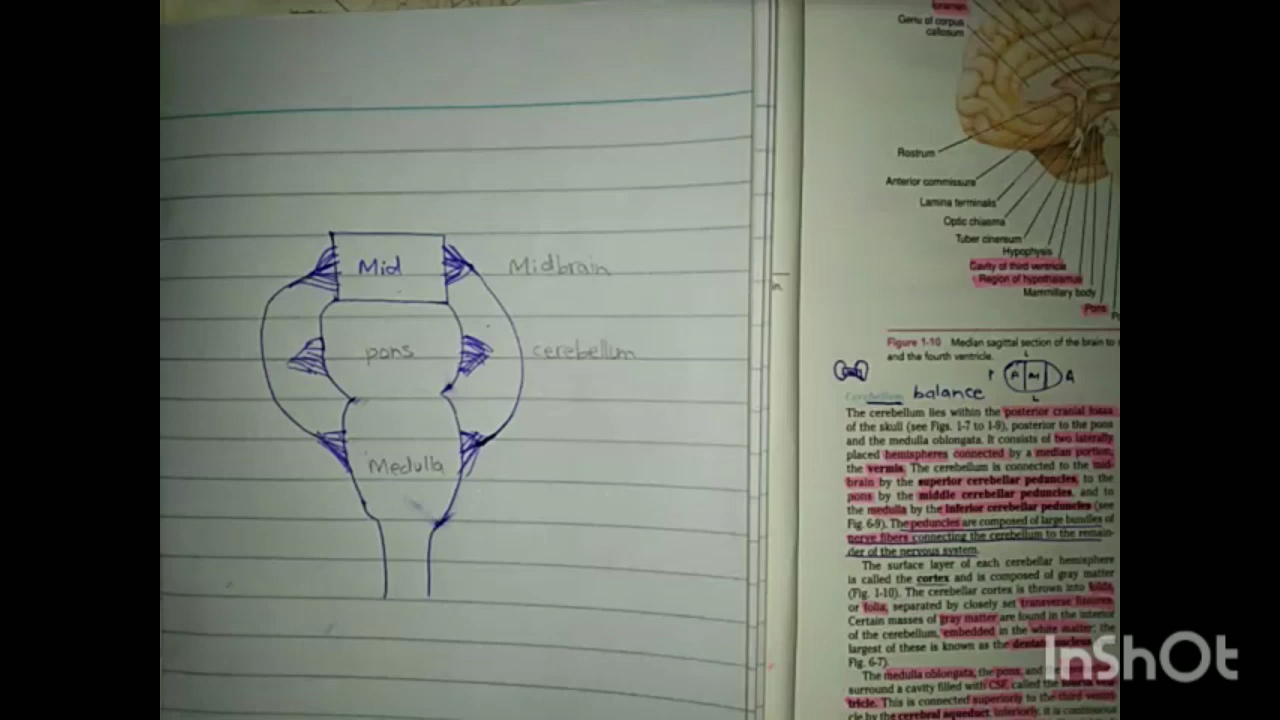 Mid
Midbrain
pons
cerebellum
Medulla
foramen
Genu of corpus
callosum
Rostrum
Anterior commissure
Lamina terminalis
Optic chiasma
Tuber cinereum
Hypophysis
Cavity of third ventricle
Region of hypothalamus
Mammillary body
Pons
Figure 1-10 Median sagittal section of the brain to
and the fourth ventricle.
L
P A M A
L
Cerebellum balance
The cerebellum lies within the posterior cranial fossa
of the skull (see Figs. 1-7 to 1-9), posterior to the pons
and the medulla oblongata. It consists of two laterally
placed hemispheres connected by a median portion,
the vermis. The cerebellum is connected to the mid-
brain by the superior cerebellar peduncles, to the
pons by the middle cerebellar peduncles, and to
the medulla by the inferior cerebellar peduncles (see
Fig. 6-9). The peduncles are composed of large bundles of
nerve fibers connecting the cerebellum to the remain-
der of the nervous system.
The surface layer of each cerebellar hemisphere
is called the cortex and is composed of gray matter
(Fig. 1-10). The cerebellar cortex is thrown into folds,
or folia, separated by closely set transverse fissures.
Certain masses of gray matter are found in the interior
of the cerebellum, embedded in the white matter; the
largest of these is known as the dentate nucleus
Fig. 6-7).
The medulla oblongata, the pons, and the
surround a cavity filled with CSF, called the fourth ven-
tricle. This is connected superiorly to the third ventri-
cle by the cerebral aqueduct; inferiorly, it is continuous
InShOt